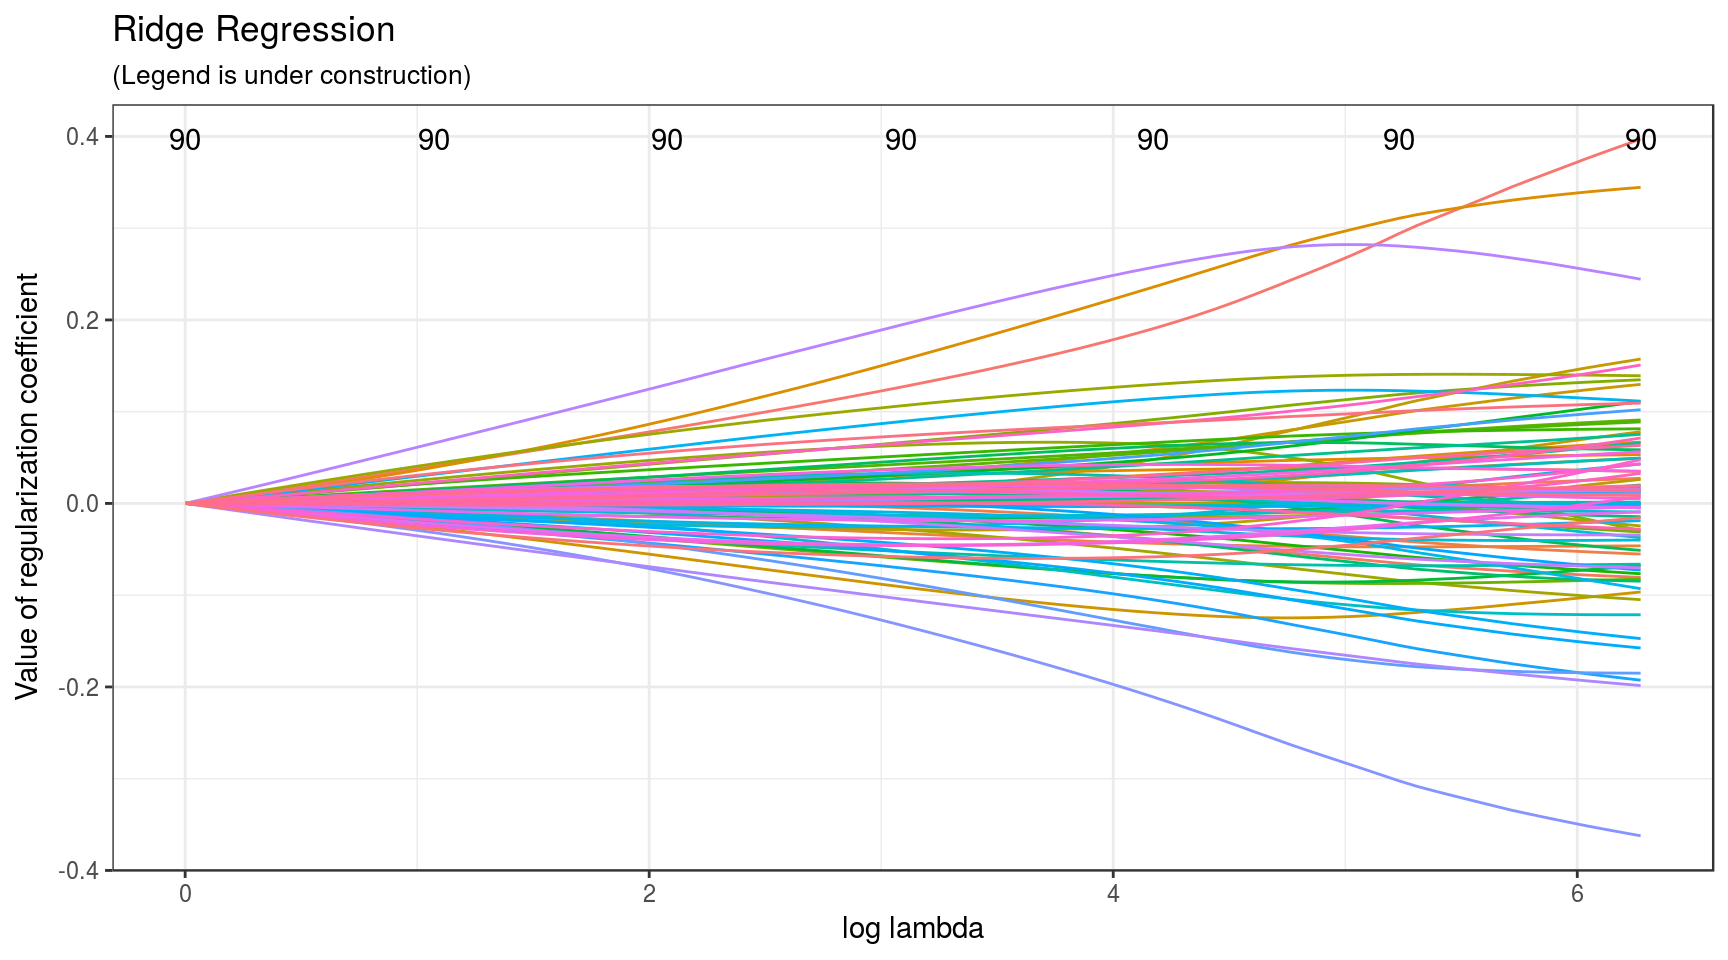 Ridge Regression
(Legend is under construction)
90 90 90 90 90 90 90
0.4
0.2
0.0
-0.2
-0.4
Value of regularization coefficient
0 2 4 6
log lambda